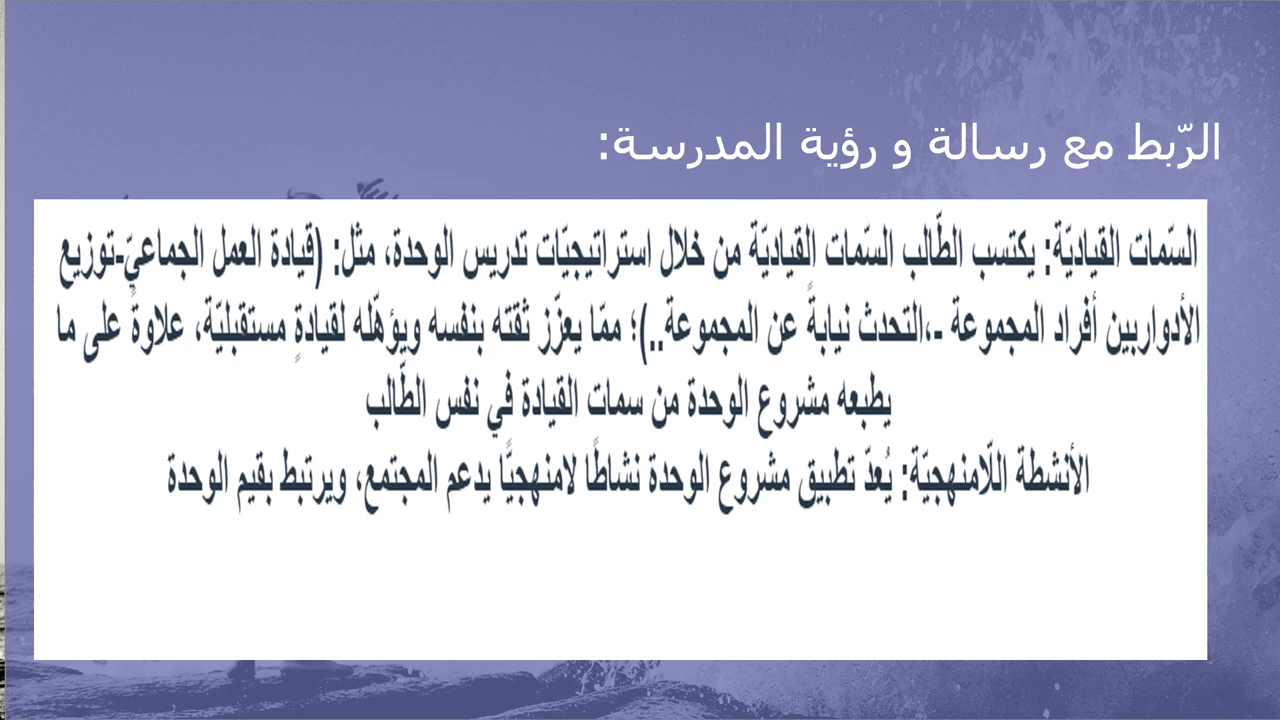 الرّبط مع رسالة و رؤية المدرسة:
السّمات القياديّة: يكتسب الطّالب السّمات القياديّة من خلال استراتيجيّات تدريس الوحدة، مثل: (قيادة العمل الجماعيّ-توزيع
الأدواربين أفراد المجموعة -،التحدث نيابةً عن المجموعة..)؛ ممّا يعزّز ثقته بنفسه ويؤهّله لقيادةٍ مستقبليّة، علاوةً على ما
يطبعه مشروع الوحدة من سمات القيادة في نفس الطّالب
الأنشطة اللّامنهجيّة: يُعدّ تطبيق مشروع الوحدة نشاطًا لامنهجيًّا يدعم المجتمع، ويرتبط بقيم الوحدة